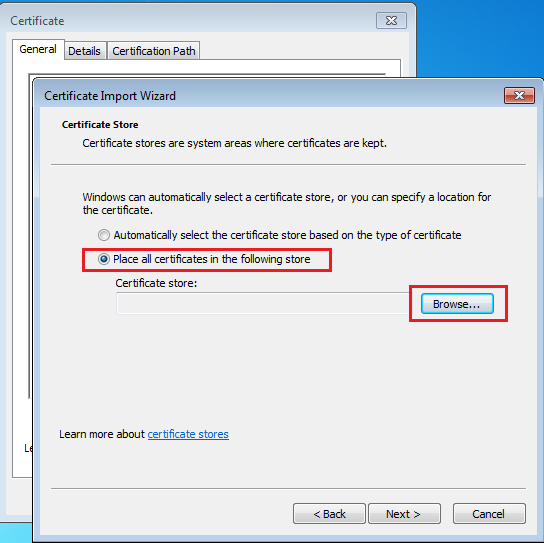 Certificate
General
Details
Certification Path
Certificate Import Wizard
Certificate Store
Certificate stores are system areas where certificates are kept.
Windows can automatically select a certificate store, or you can specify a location for
the certificate.
Automatically select the certificate store based on the type of certificate
Place all certificates in the following store
Certificate store:
Browse...
Learn more about certificate stores
< Back
Next >
Cancel